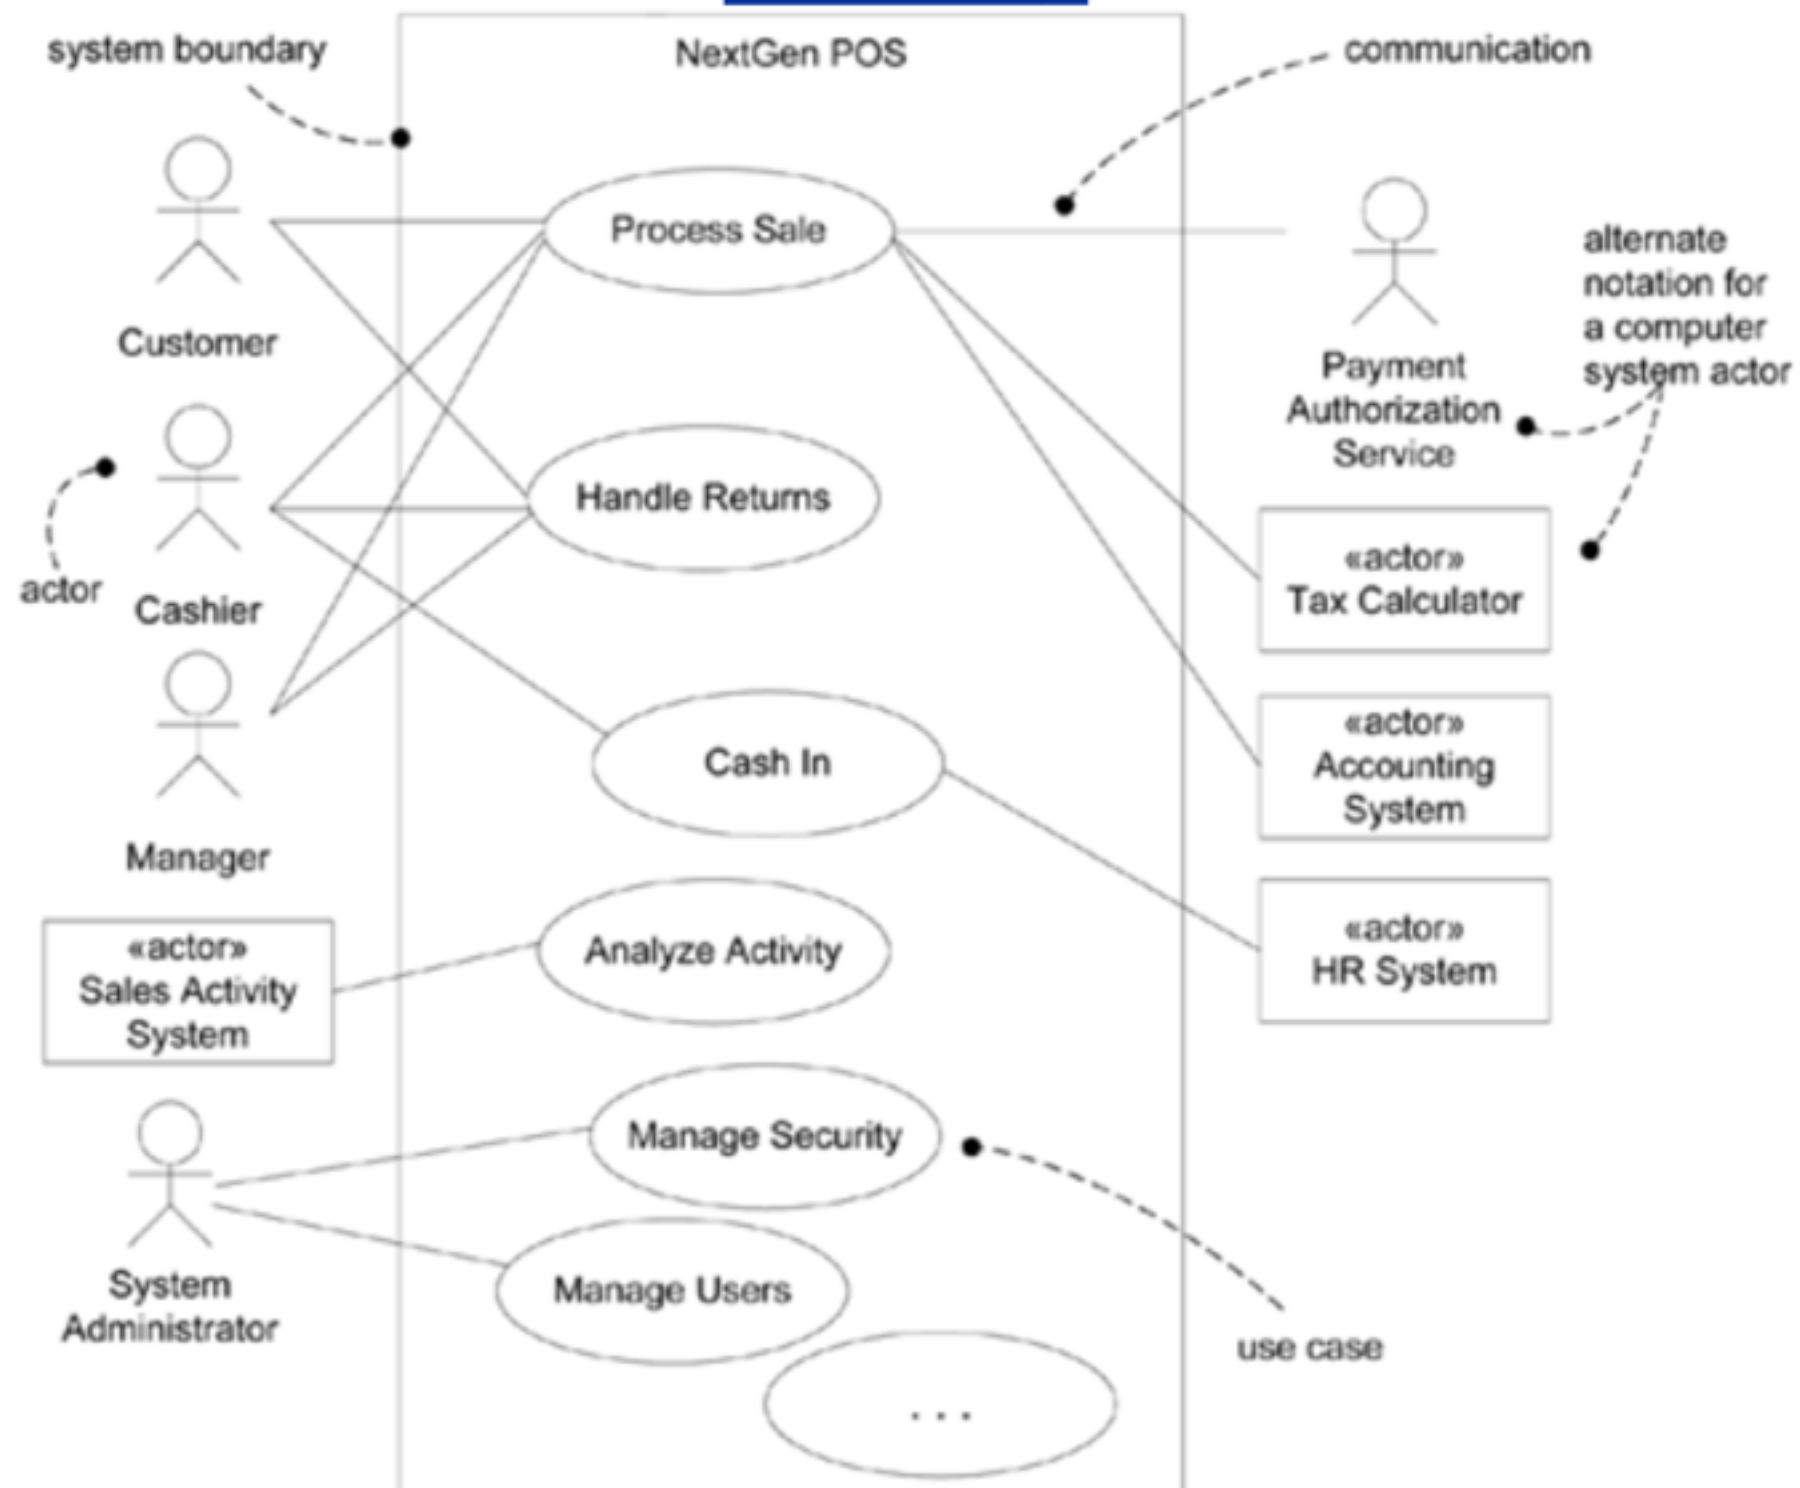 system boundary
NextGen POS
communication
Customer
Process Sale
Payment
Authorization
Service
alternate
notation for
a computer
system actor
actor
Cashier
Handle Returns
«actor»
Tax Calculator
Manager
Cash In
«actor»
Accounting
System
«actor»
Sales Activity
System
Analyze Activity
«actor»
HR System
System
Administrator
Manage Security
Manage Users
use case
. . .